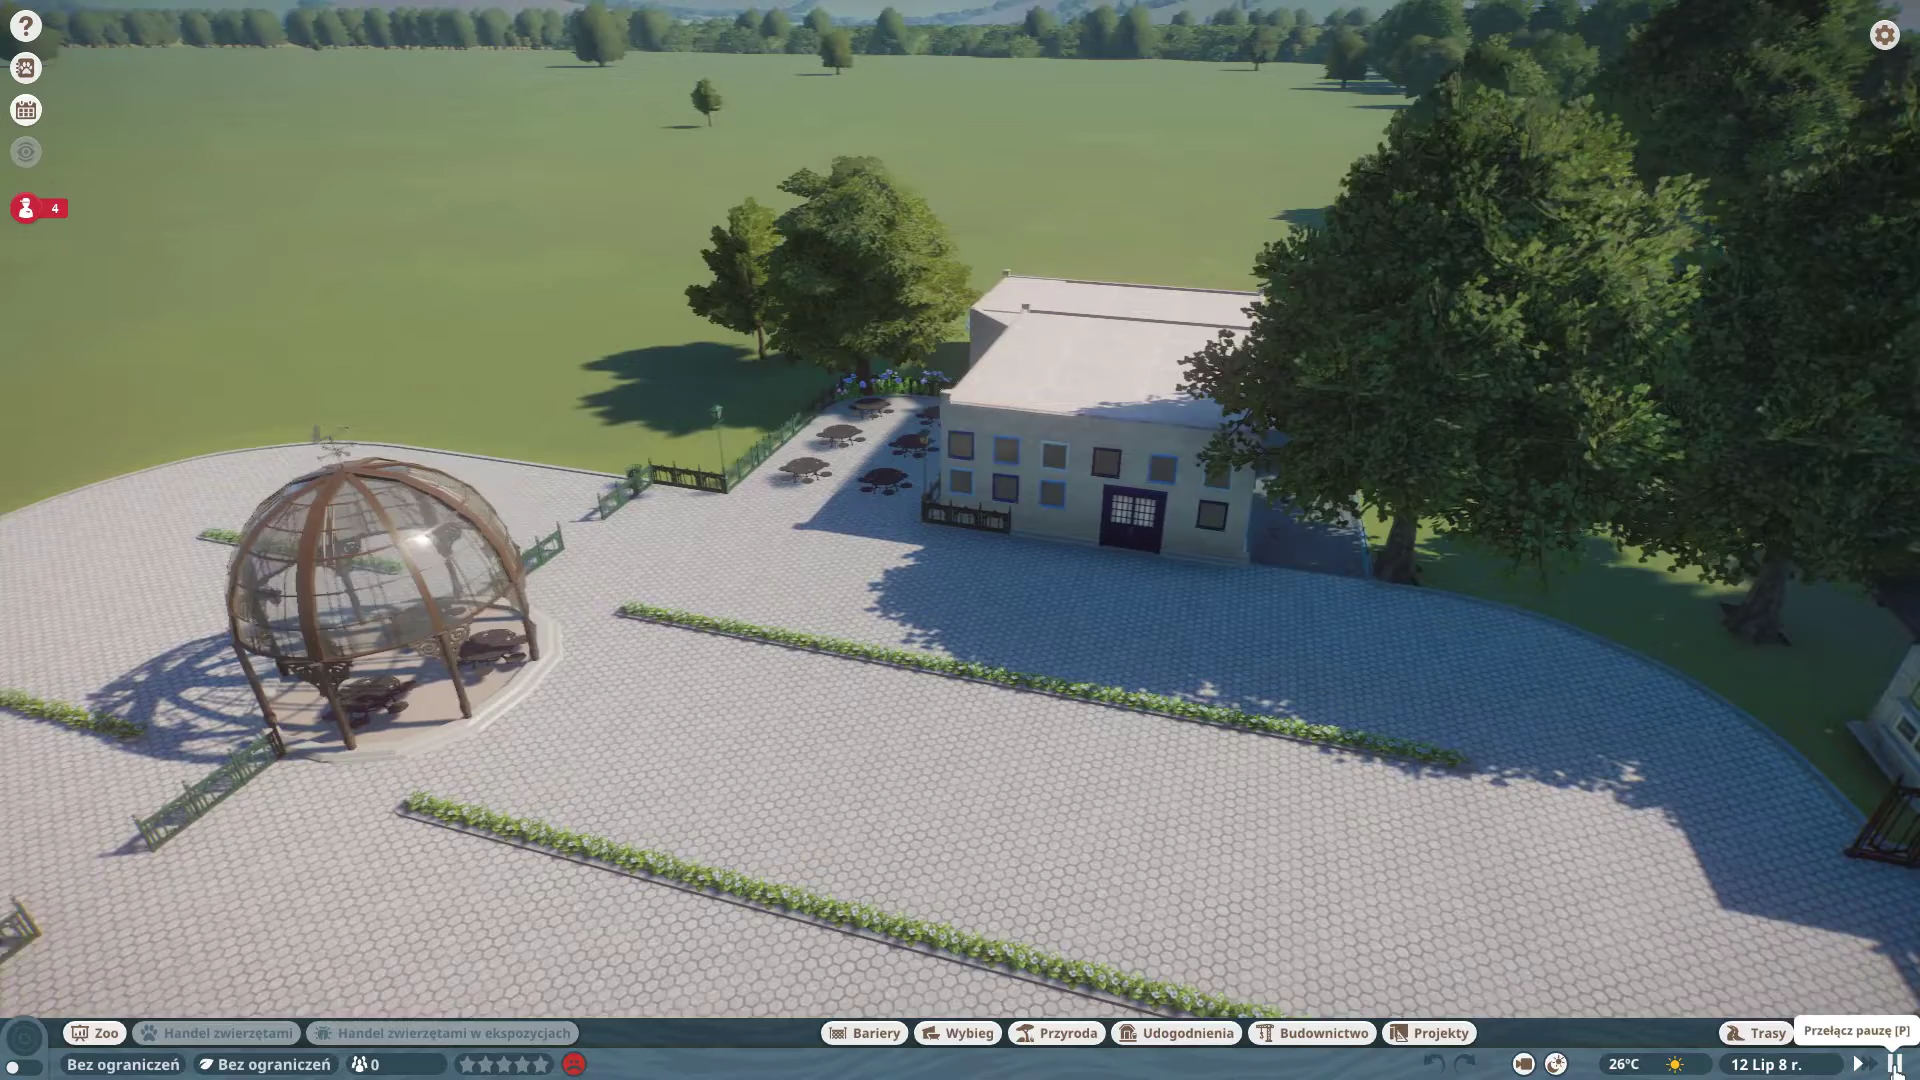 ?
4
Zoo
Handel zwierzętami
Handel zwierzętami w ekspozycjach
Bariery
Wybieg
Przyroda
Udogodnienia
Budownictwo
Projekty
Trasy
Przełącz pauzę [P]
Bez ograniczeń
Bez ograniczeń
0
26°C
12 Lip 8 r.